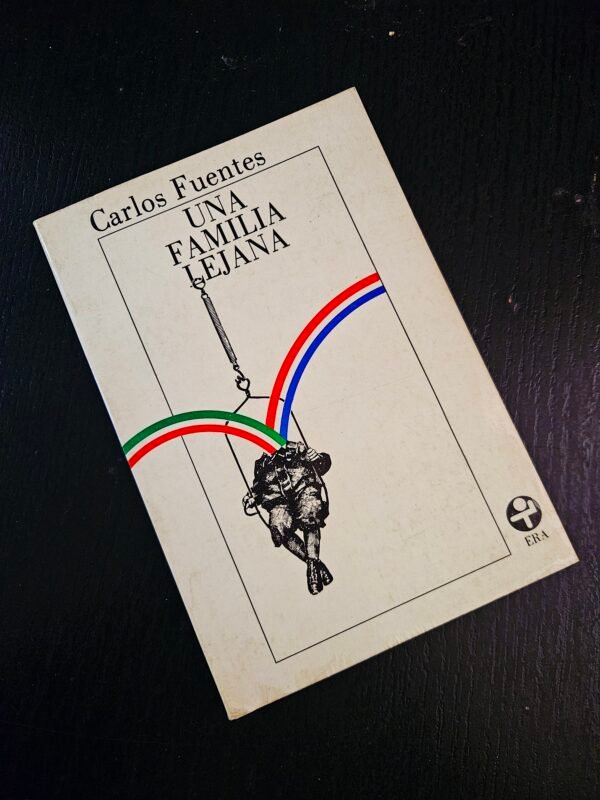 Carlos Fuentes
UNA
FAMILIA
LEJANA
ERA